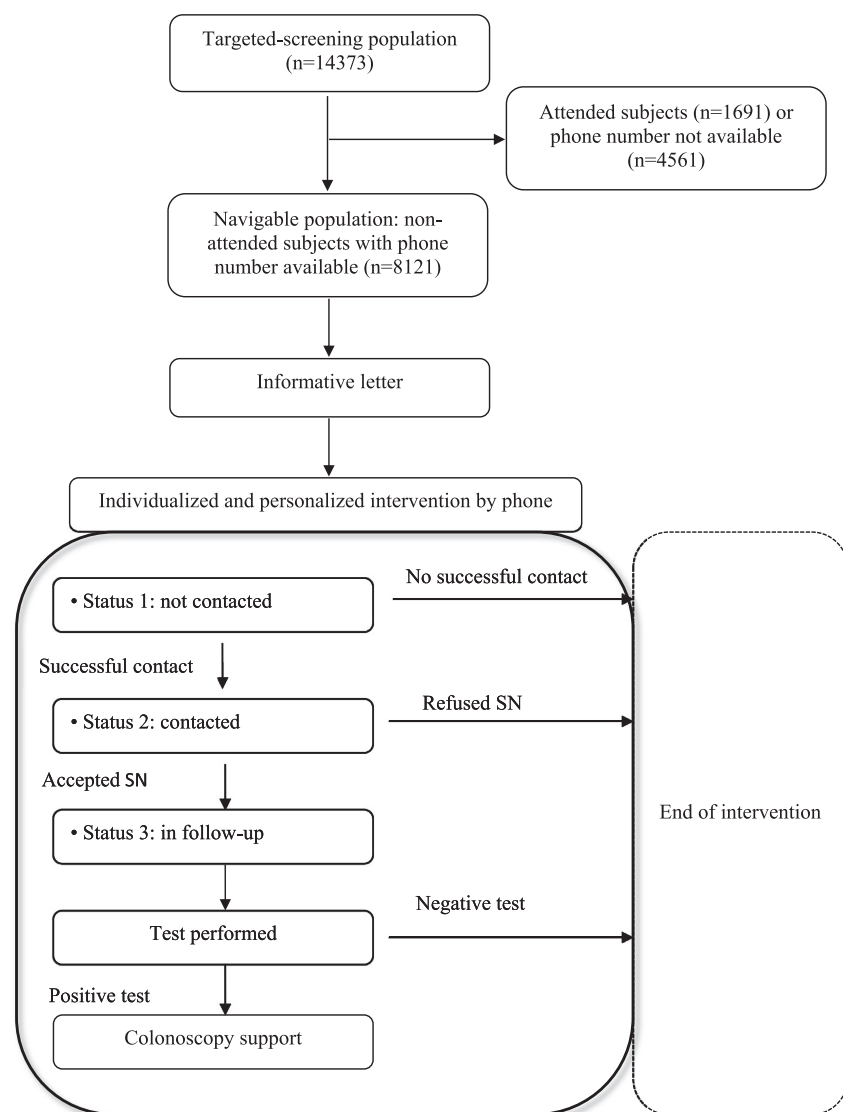 Targeted-screening population
(n=14373)
Attended subjects (n=1691) or
phone number not available
(n=4561)
Navigable population: non-
attended subjects with phone
number available (n=8121)
Informative letter
Individualized and personalized intervention by phone
No successful contact
• Status 1: not contacted
Successful contact
Refused SN
• Status 2: contacted
Accepted SN
• Status 3: in follow-up
End of intervention
Negative test
Test performed
Positive test
Colonoscopy support